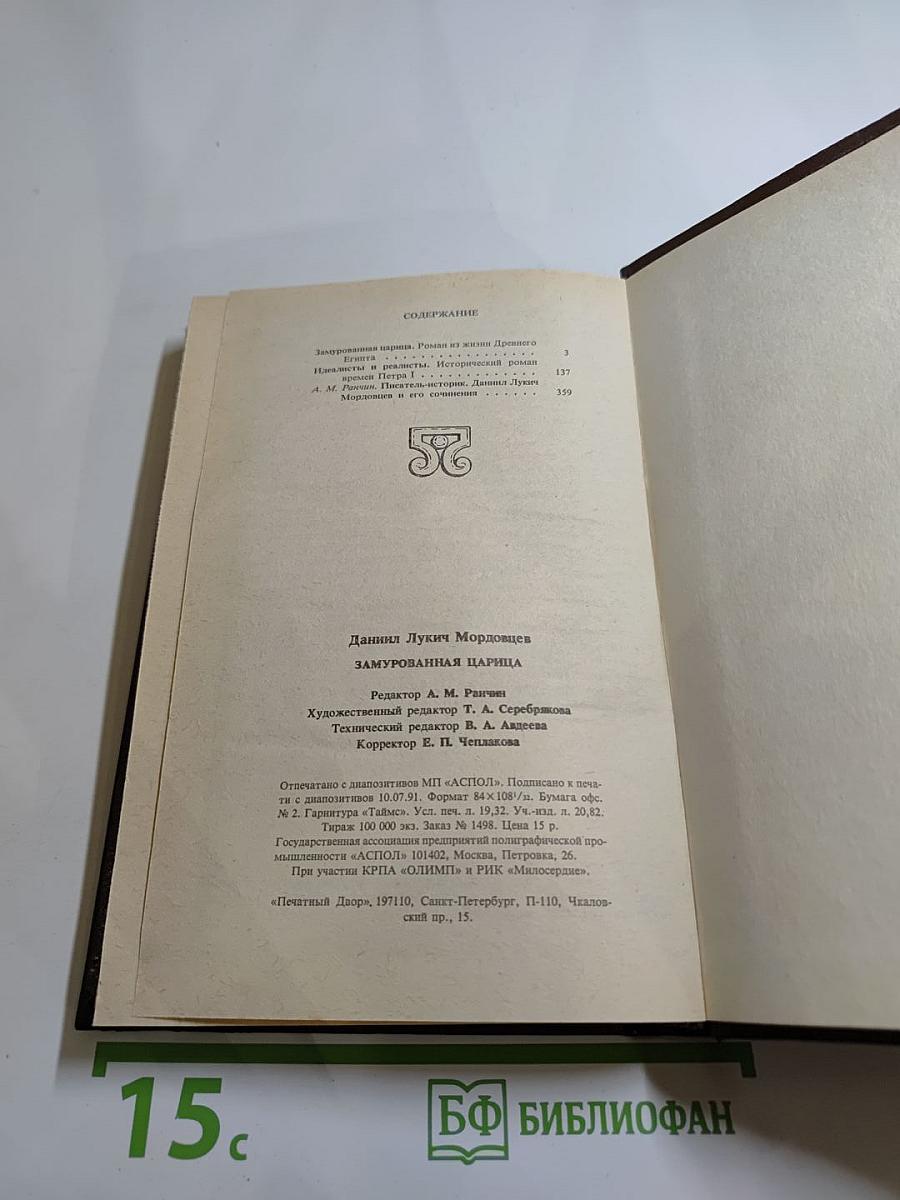 СОДЕРЖАНИЕ
Замурованная царица. Роман из жизни Древнего
Египта . . . . . . . . . . . . . . . . . 3
Идеалисты и реалисты. Исторический роман
времен Петра I . . . . . . . . . . . . . 137
А. М. Ранчин. Писатель-историк. Даниил Лукич
Мордовцев и его сочинения . . . . . . 359
Даниил Лукич Мордовцев
ЗАМУРОВАННАЯ ЦАРИЦА
Редактор А. М. Ранчин
Художественный редактор Т. А. Серебрякова
Технический редактор В. А. Авдеева
Корректор Е. П. Чеплакова
Отпечатано с диапозитивов МП «АСПОЛ». Подписано к печа-
ти с диапозитивов 10.07.91. Формат 84×108¹/₃₂. Бумага офс.
№ 2. Гарнитура «Таймс». Усл. печ. л. 19,32. Уч.-изд. л. 20,82.
Тираж 100 000 экз. Заказ № 1498. Цена 15 р.
Государственная ассоциация предприятий полиграфической про-
мышленности «АСПОЛ» 101402, Москва, Петровка, 26.
При участии КРПА «ОЛИМП» и РИК «Милосердие».
«Печатный Двор». 197110, Санкт-Петербург, П-110, Чкалов-
ский пр., 15.
15 с
БФ БИБЛИОФАН